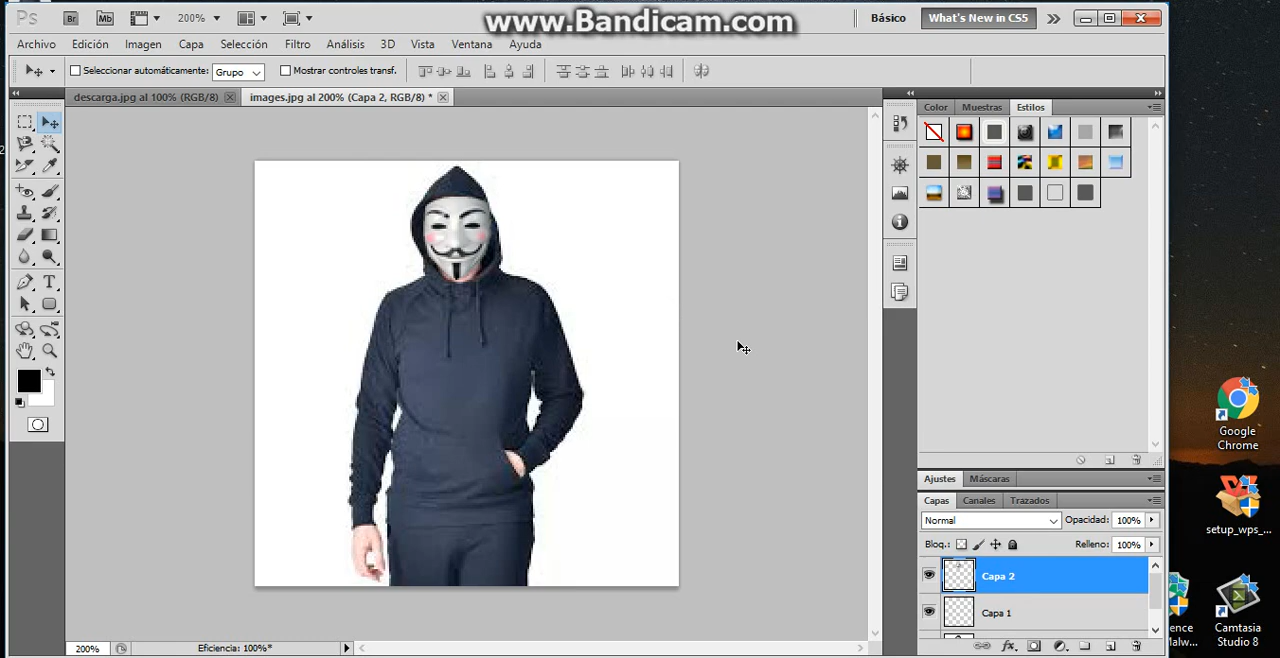 www.Bandicam.com
Ps Br Mb 200% Básico What's New in CS5
Archivo Edición Imagen Capa Selección Filtro Análisis 3D Vista Ventana Ayuda
Seleccionar automáticamente: Grupo Mostrar controles transf.
descarga.jpg al 100% (RGB/8) images.jpg al 200% (Capa 2, RGB/8) *
Color Muestras Estilos
Google
Chrome
Ajustes Máscaras
Capas Canales Trazados
Normal Opacidad: 100%
Bloq.: Relleno: 100%
setup_wps_...
Capa 2
Capa 1
Camtasia
Studio 8
200% Eficiencia: 100%*